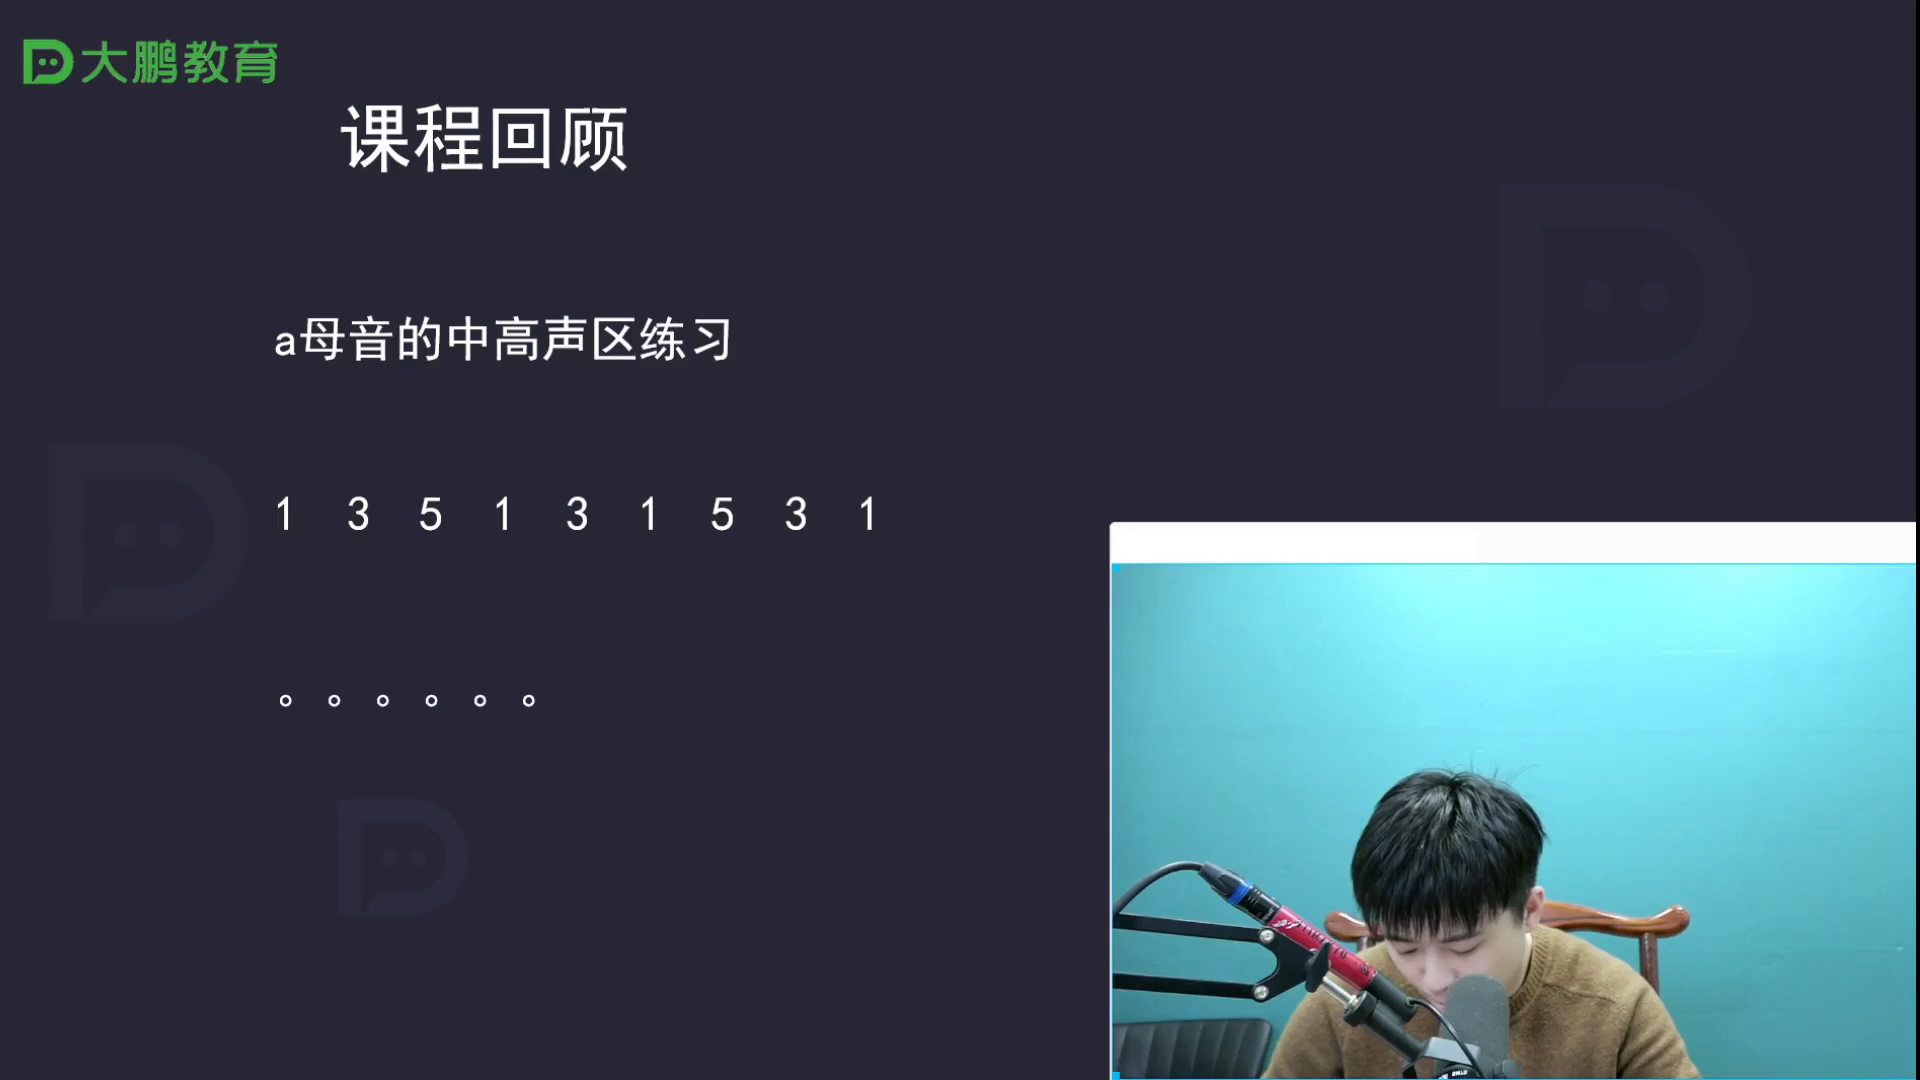 大鹏教育
课程回顾
a母音的中高声区练习
1 3 5 1 3 1 5 3 1
。。。。。。